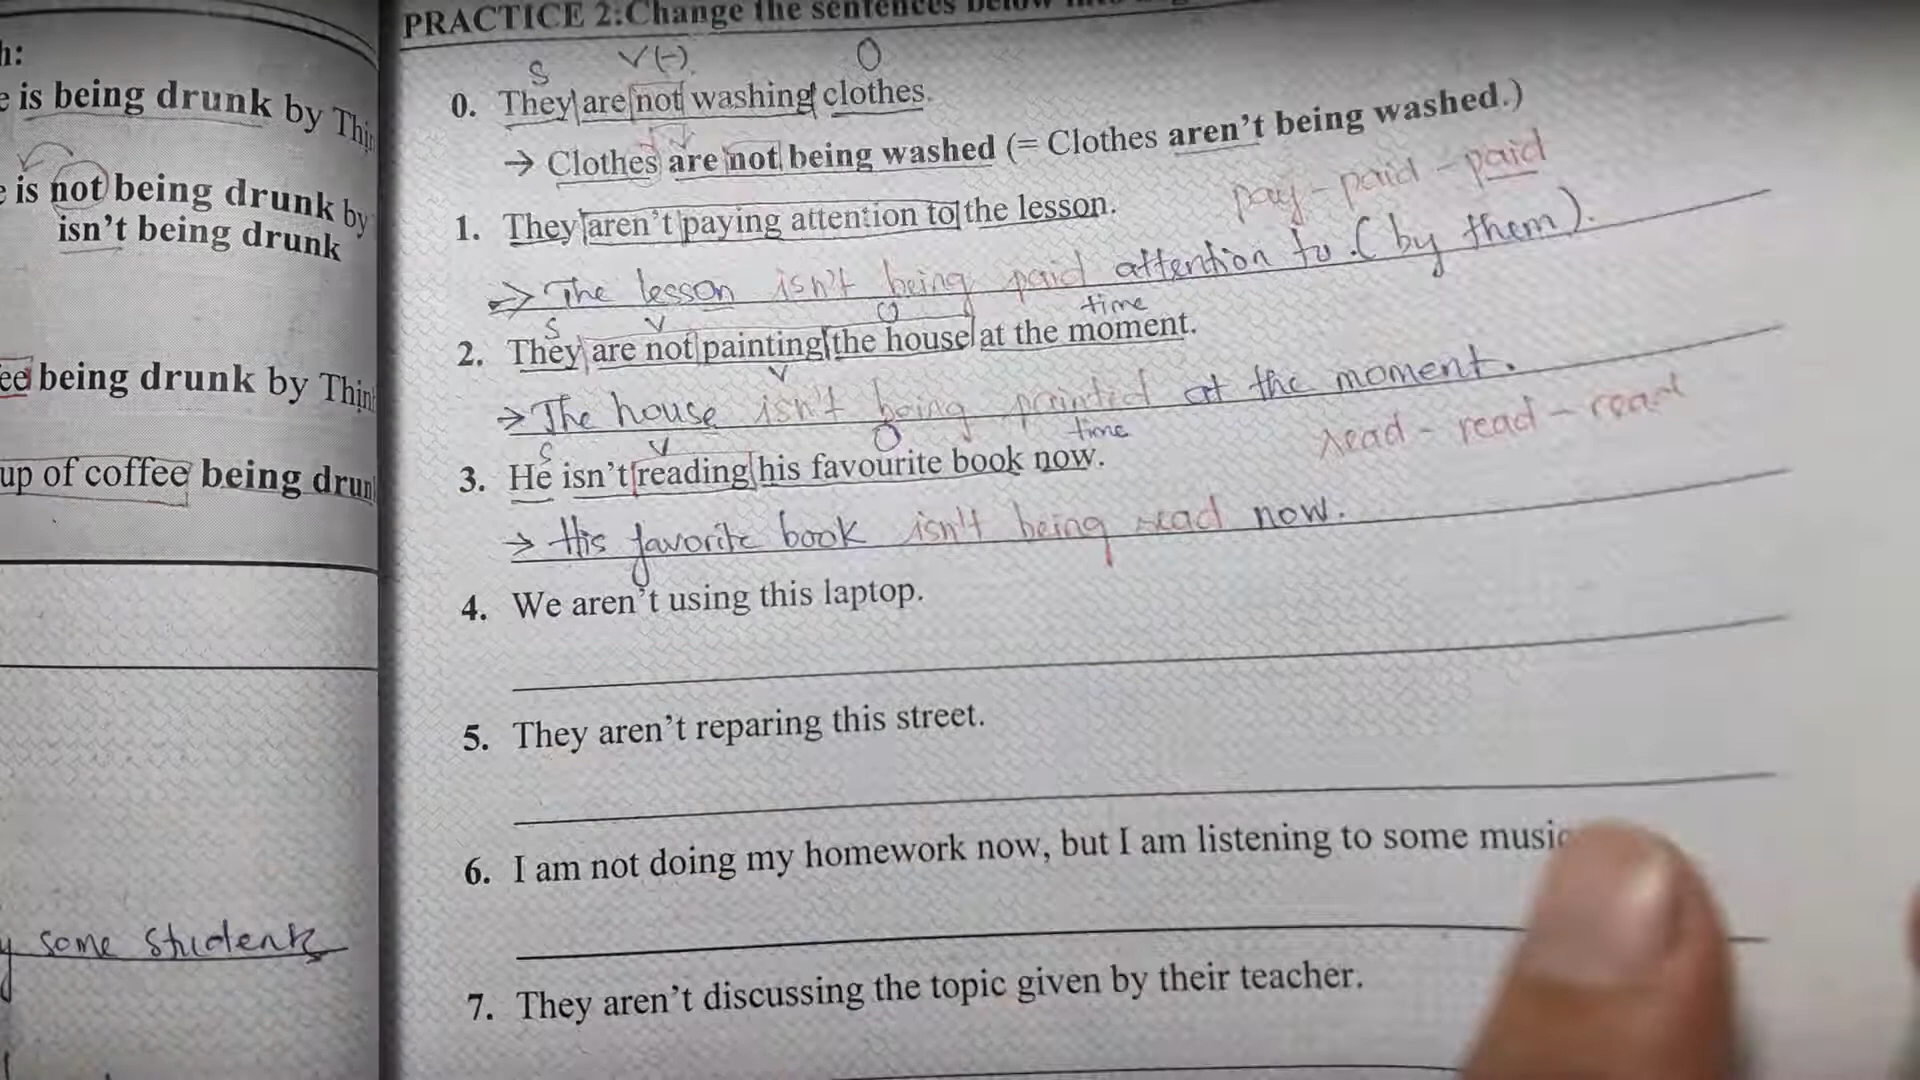 h:
is being drunk by
is not being drunk by
isn't being drunk
being drunk by
up of coffee being
some students
PRACTICE 2: Change the sentences
S V(-) O
0. They are not washing clothes.
→ Clothes are not being washed (= Clothes aren't being washed.)
pay - paid - paid
1. They aren't paying attention to the lesson.
→ The lesson isn't being paid attention to. (by them).
S V O time
2. They are not painting the house at the moment.
→ The house isn't being painted at the moment.
S V O time
read - read - read
3. He isn't reading his favourite book now.
→ His favorite book isn't being read now.
4. We aren't using this laptop.
5. They aren't reparing this street.
6. I am not doing my homework now, but I am listening to some music
7. They aren't discussing the topic given by their teacher.